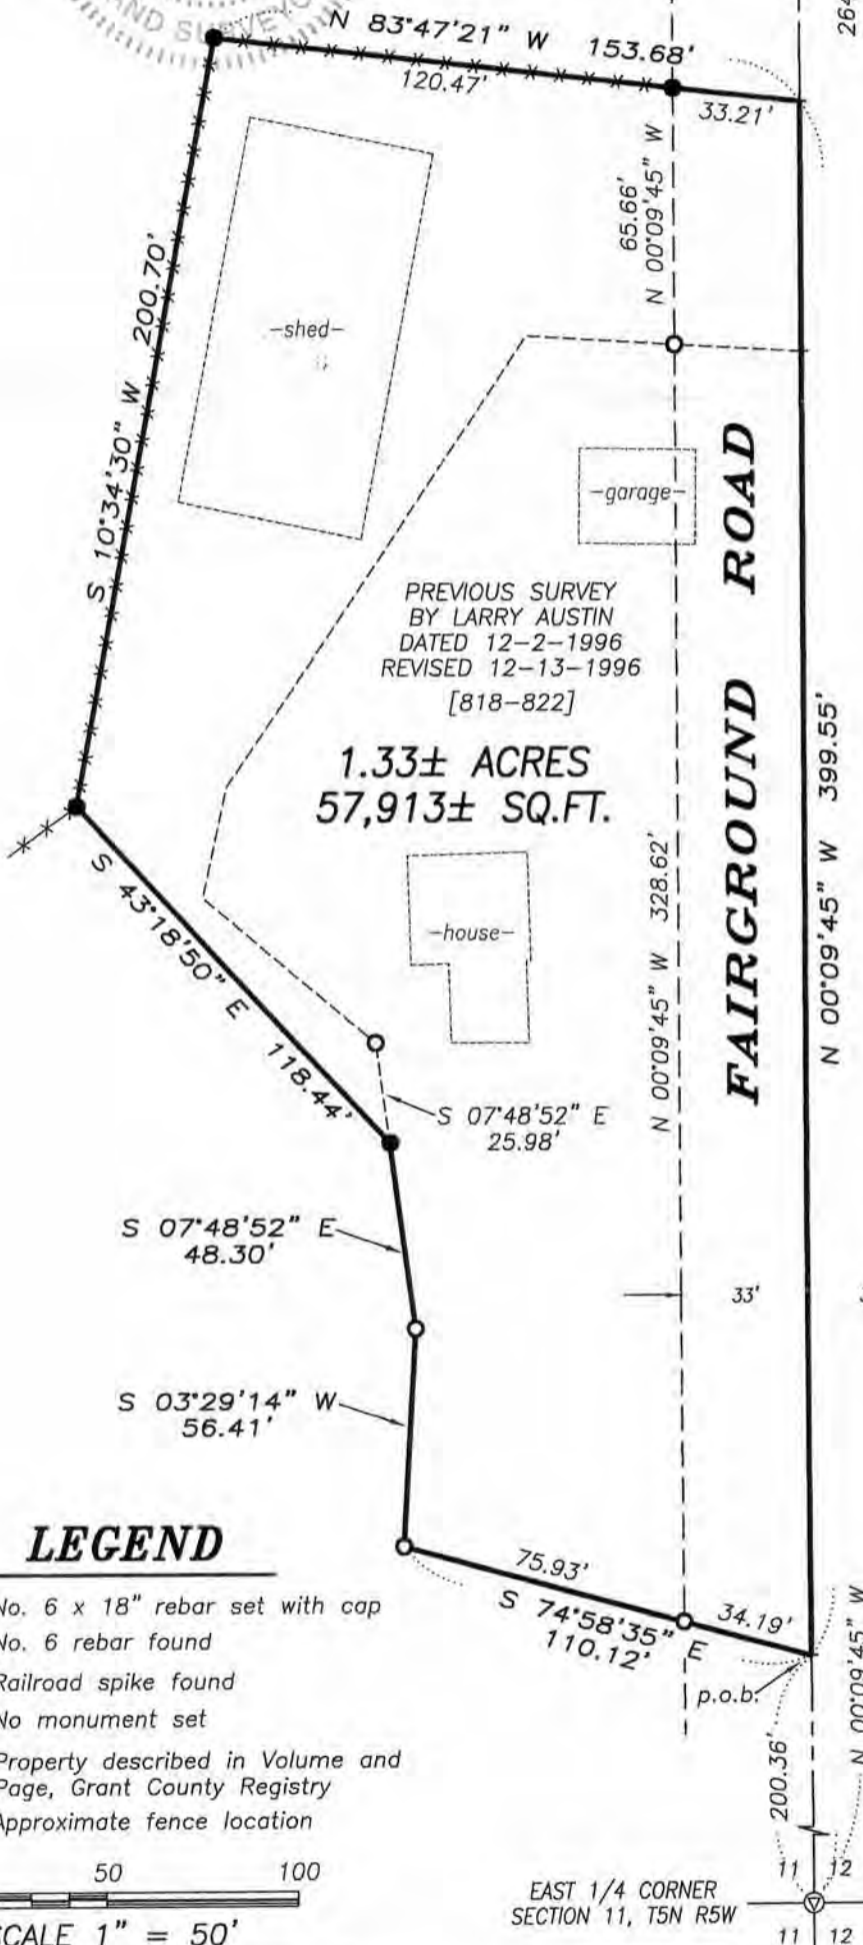 AND SURVEYO
N 83°47'21" W 153.68'
120.47'
33.21'
264
65.66'
N 00°09'45" W
S 10°34'30" W 200.70'
-shed-
-garage-
FAIRGROUND ROAD
PREVIOUS SURVEY
BY LARRY AUSTIN
DATED 12-2-1996
REVISED 12-13-1996
[818-822]
1.33± ACRES
57,913± SQ.FT.
N 00°09'45" W 399.55'
N 00°09'45" W 328.62'
-house-
S 43°18'50" E 118.44'
S 07°48'52" E
25.98'
S 07°48'52" E
48.30'
33'
S 03°29'14" W
56.41'
75.93'
S 74°58'35" E
110.12'
34.19'
p.o.b.
N 00°09'45" W
200.36'
LEGEND
No. 6 x 18" rebar set with cap
No. 6 rebar found
Railroad spike found
No monument set
Property described in Volume and
Page, Grant County Registry
Approximate fence location
50 100
SCALE 1" = 50'
EAST 1/4 CORNER
SECTION 11, T5N R5W
11 12
11 12